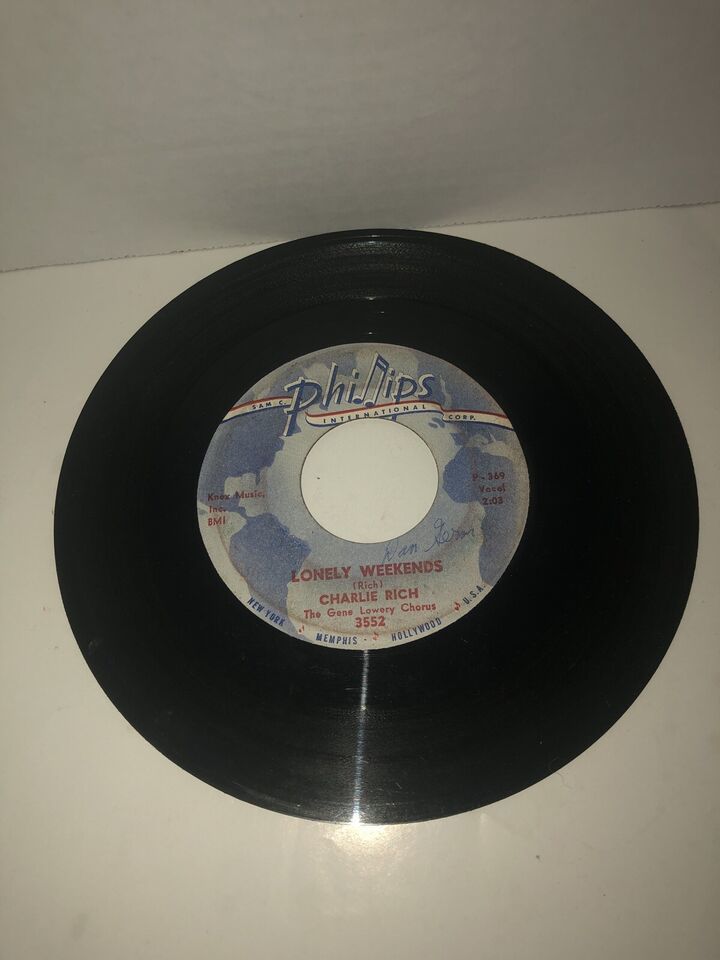 Phillips
SAM C.
INTERNATIONAL
CORP.
Knox Music,
Inc.
BMI
P-369
Vocal
2:03
Dan
LONELY WEEKENDS
(Rich)
CHARLIE RICH
The Gene Lowery Chorus
3552
NEW YORK MEMPHIS - HOLLYWOOD U.S.A.